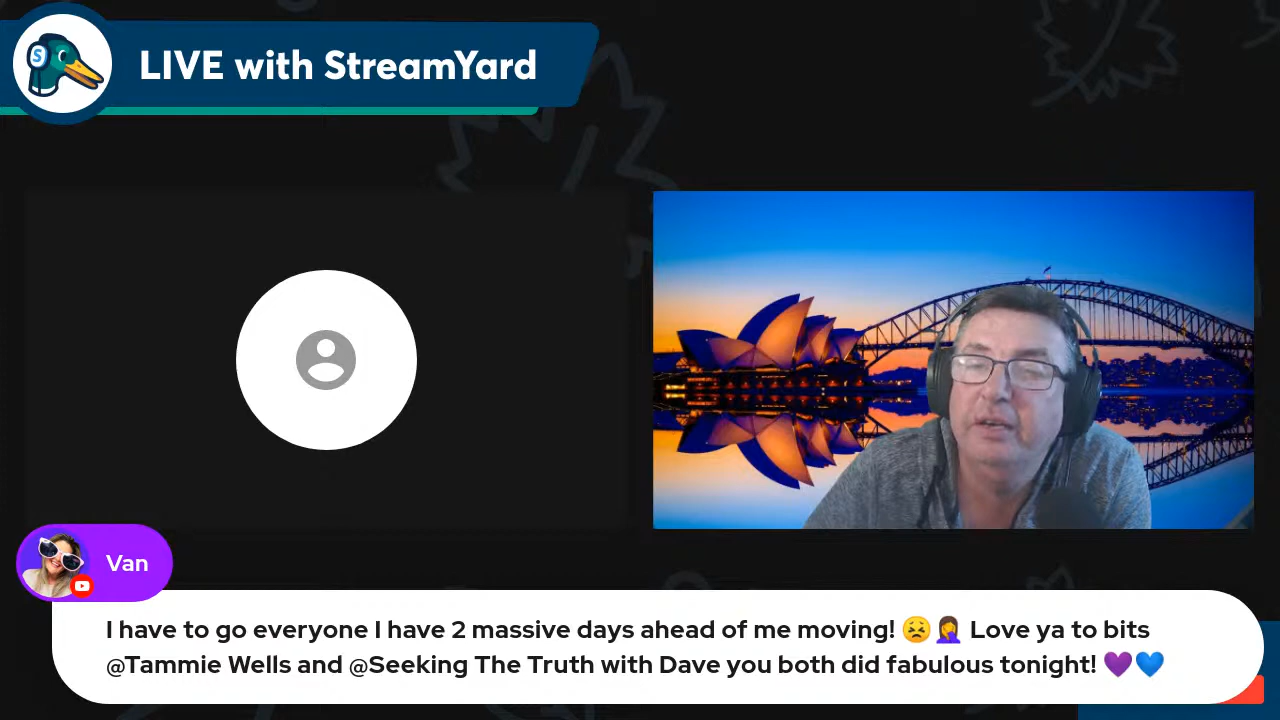 LIVE with StreamYard
S
Van
I have to go everyone I have 2 massive days ahead of me moving! 😣🤦‍♀️ Love ya to bits
@Tammie Wells and @Seeking The Truth with Dave you both did fabulous tonight! 💜💙